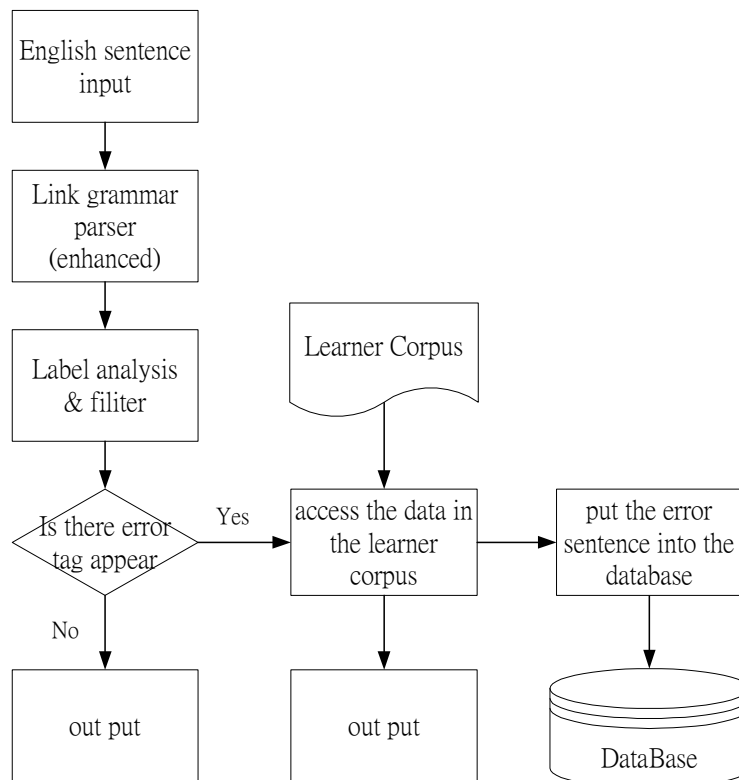 English sentence
input
Link grammar
parser
(enhanced)
Label analysis
& filiter
Learner Corpus
Is there error
tag appear
Yes
No
access the data in
the learner
corpus
put the error
sentence into the
database
out put
out put
DataBase